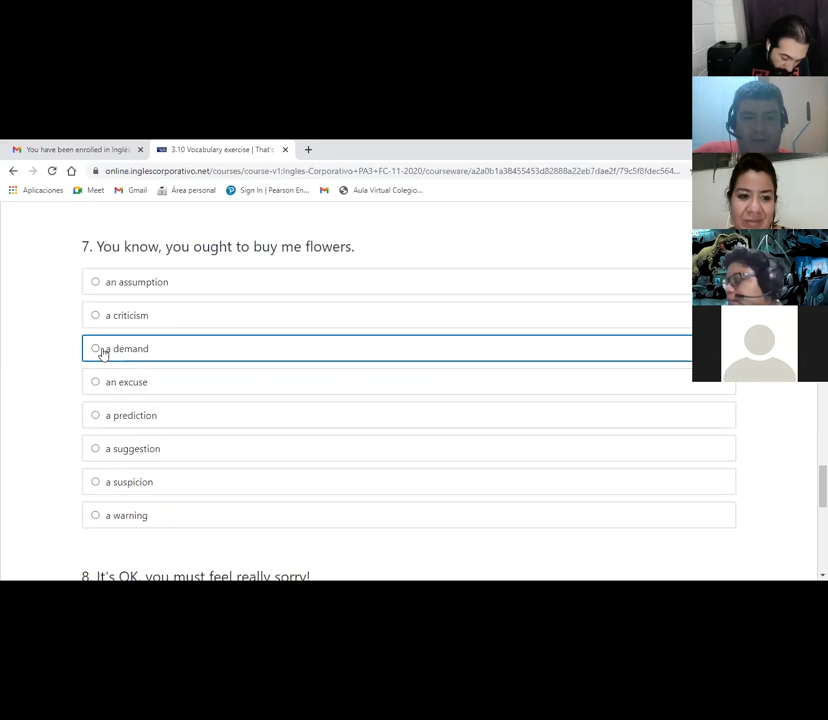 You have been enrolled in Inglés
3.10 Vocabulary exercise | That's
online.inglescorporativo.net/courses/course-v1:Ingles-Corporativo+PA3+FC-11-2020/courseware/a2a0b1a38455453d82888a22eb7dae2f/79c5f8fdec564...
Aplicaciones Meet Gmail Área personal Sign In | Pearson En... Aula Virtual Colegio...
7. You know, you ought to buy me flowers.
an assumption
a criticism
a demand
an excuse
a prediction
a suggestion
a suspicion
a warning
8. It's OK, you must feel really sorry!